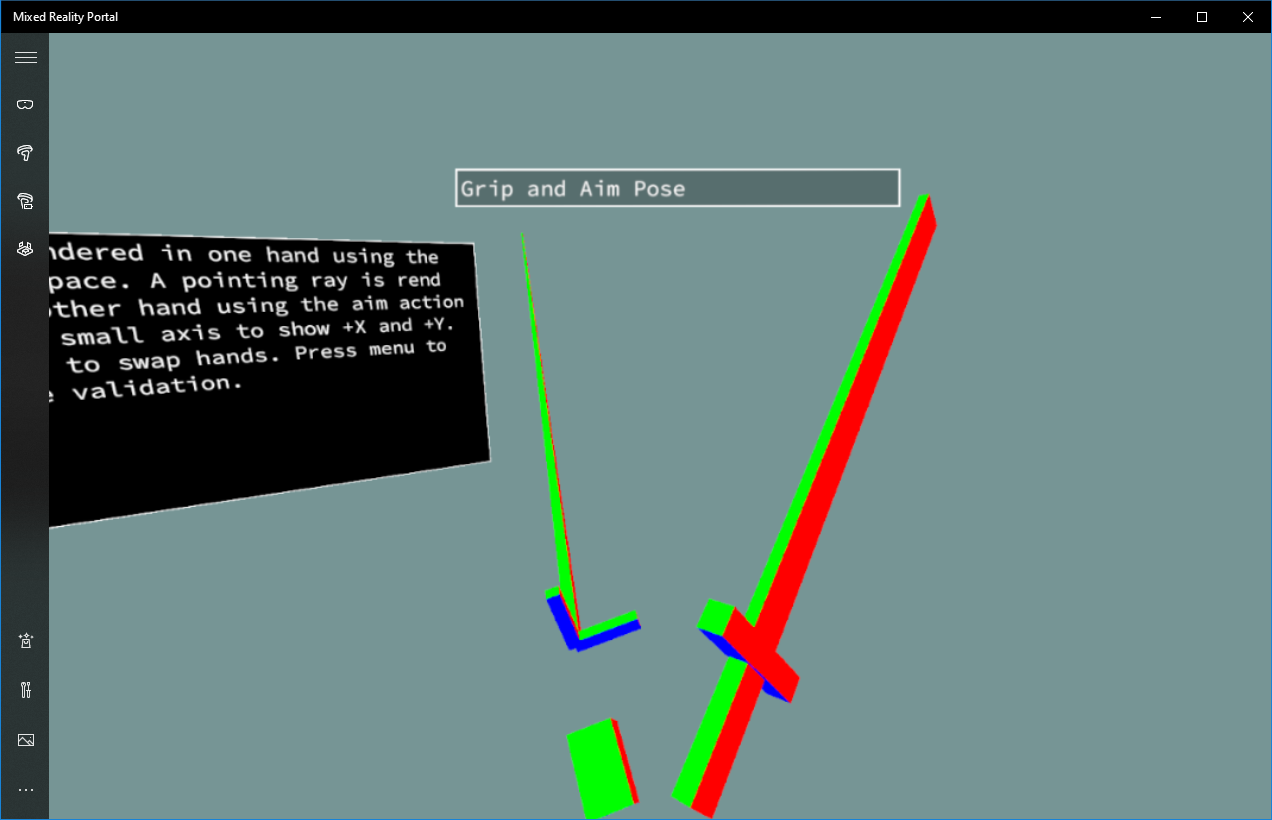 Mixed Reality Portal
Grip and Aim Pose
ndered in one hand using the
pace. A pointing ray is rend
other hand using the aim action
small axis to show +X and +Y.
to swap hands. Press menu to
validation.